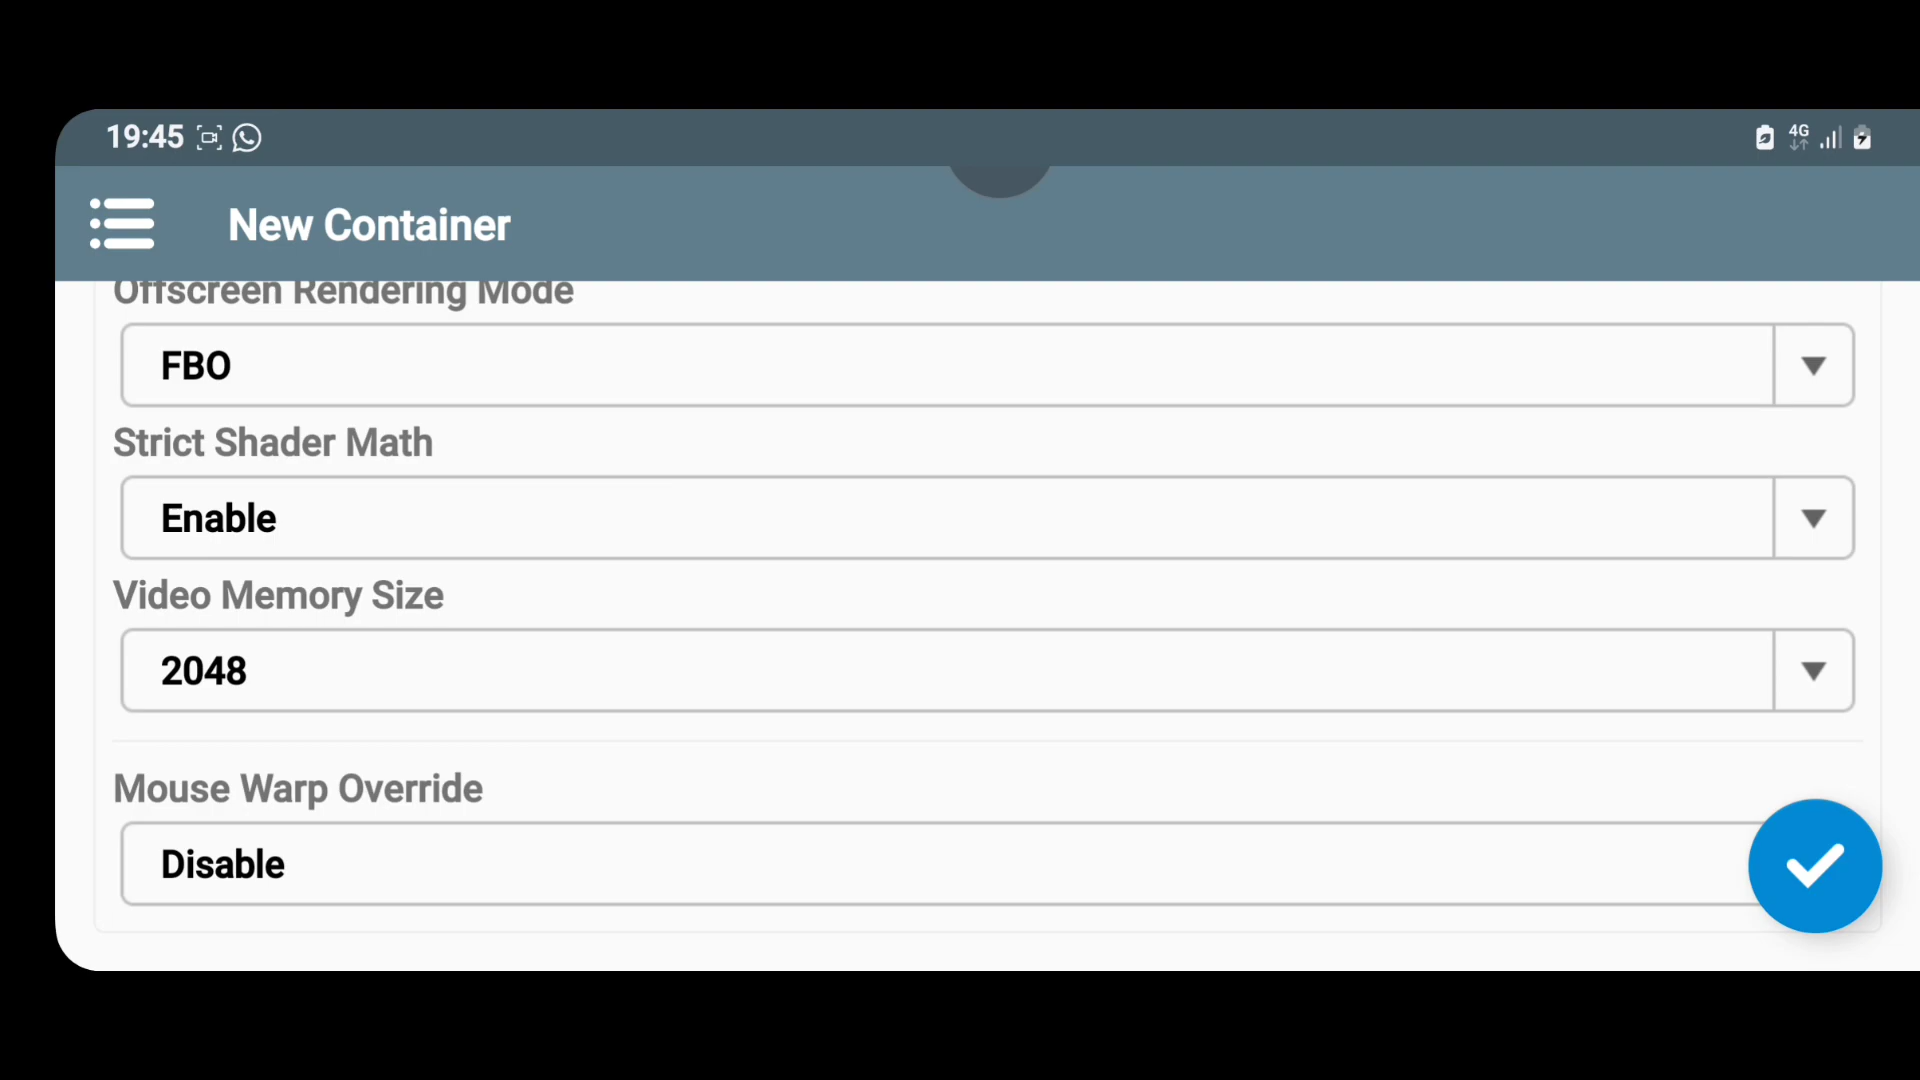 19:45
4G
New Container
Offscreen Rendering Mode
FBO
Strict Shader Math
Enable
Video Memory Size
2048
Mouse Warp Override
Disable